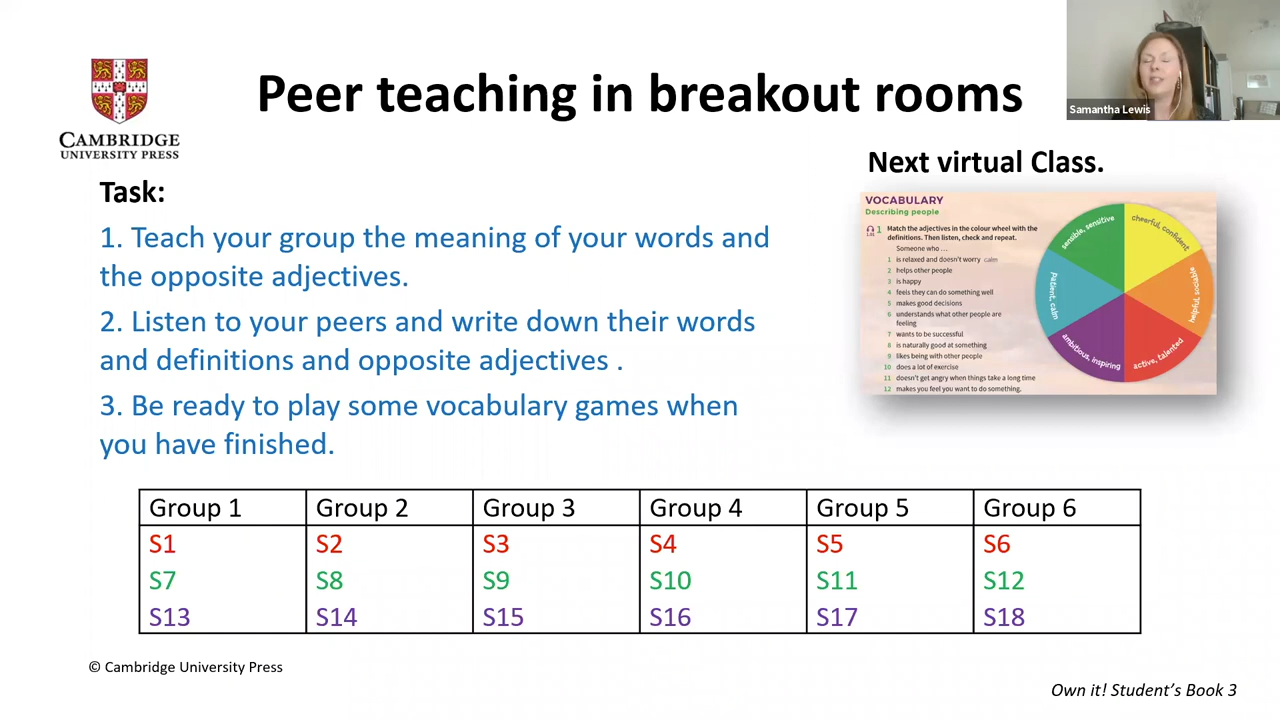 Peer teaching in breakout rooms
Samantha Lewis
CAMBRIDGE
UNIVERSITY PRESS
Next virtual Class.
Task:
1. Teach your group the meaning of your words and
the opposite adjectives.
2. Listen to your peers and write down their words
and definitions and opposite adjectives .
3. Be ready to play some vocabulary games when
you have finished.
VOCABULARY
Describing people
1 Match the adjectives in the colour wheel with the
definitions. Then listen, check and repeat.
Someone who ...
1 is relaxed and doesn't worry calm
2 helps other people
3 is happy
4 feels they can do something well
5 makes good decisions
6 understands what other people are
feeling
7 wants to be successful
8 is naturally good at something
9 likes being with other people
10 does a lot of exercise
11 doesn't get angry when things take a long time
12 makes you feel you want to do something.
sensible, sensitive
cheerful, confident
helpful, sociable
active, talented
ambitious, inspiring
Patient, calm
Group 1 Group 2 Group 3 Group 4 Group 5 Group 6
S1 S2 S3 S4 S5 S6
S7 S8 S9 S10 S11 S12
S13 S14 S15 S16 S17 S18
© Cambridge University Press
Own it! Student’s Book 3